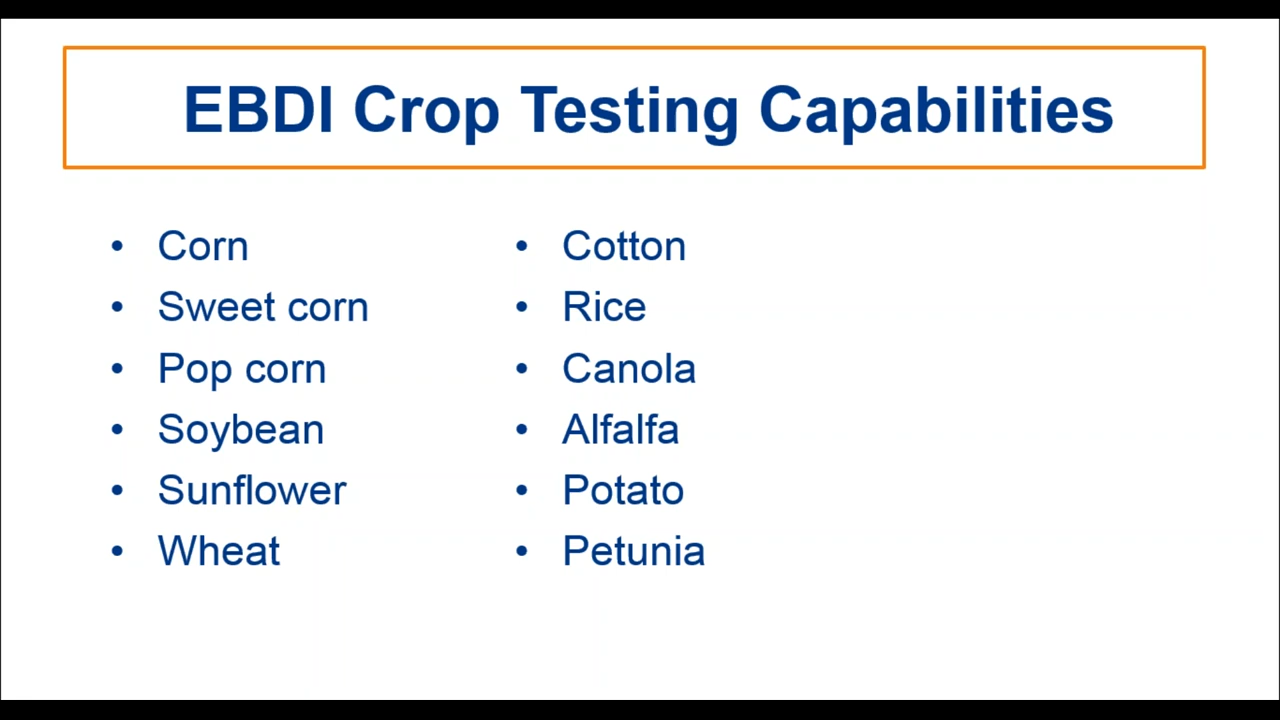 EBDI Crop Testing Capabilities
• Corn
• Sweet corn
• Pop corn
• Soybean
• Sunflower
• Wheat
• Cotton
• Rice
• Canola
• Alfalfa
• Potato
• Petunia